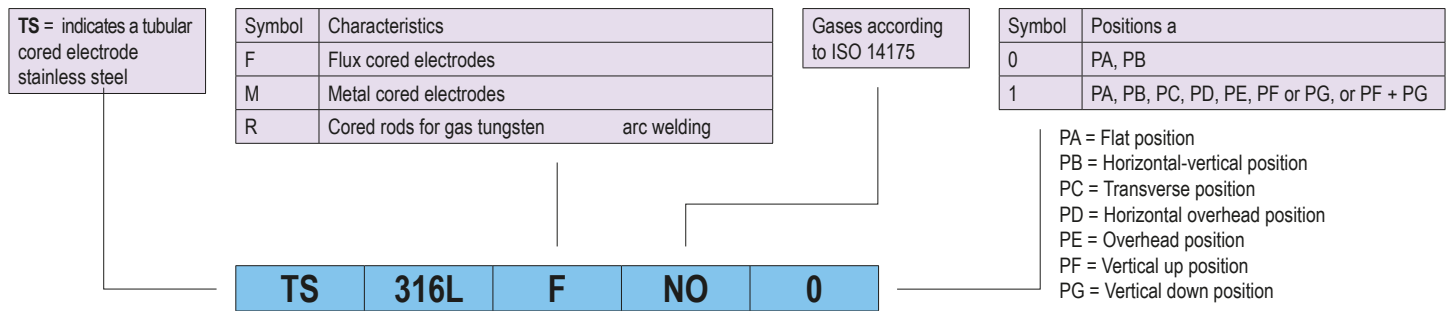 TS = indicates a tubular
cored electrode
stainless steel
Symbol Characteristics
F Flux cored electrodes
M Metal cored electrodes
R Cored rods for gas tungsten arc welding
Gases according
to ISO 14175
Symbol Positions a
0 PA, PB
1 PA, PB, PC, PD, PE, PF or PG, or PF + PG
PA = Flat position
PB = Horizontal-vertical position
PC = Transverse position
PD = Horizontal overhead position
PE = Overhead position
PF = Vertical up position
PG = Vertical down position
TS 316L F NO 0